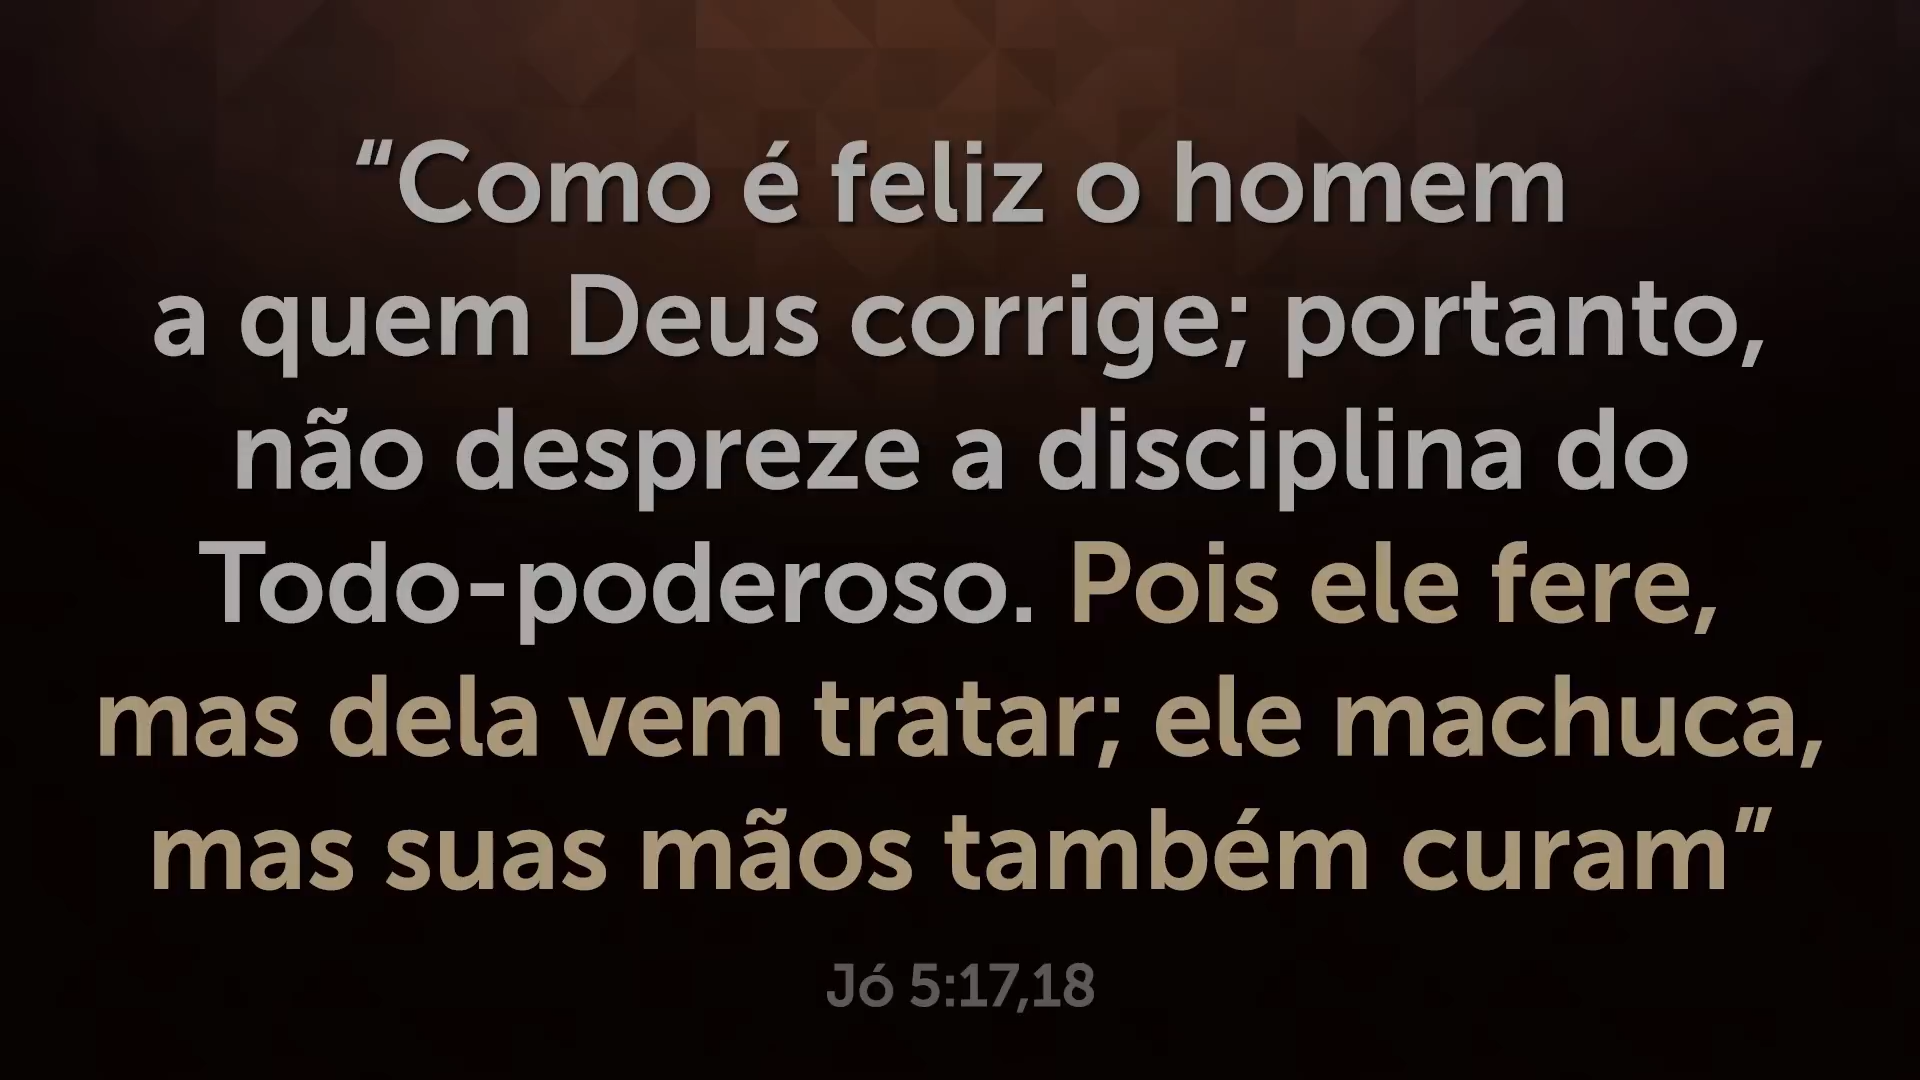 “Como é feliz o homem
a quem Deus corrige; portanto,
não despreze a disciplina do
Todo-poderoso. Pois ele fere,
mas dela vem tratar; ele machuca,
mas suas mãos também curam”
Jó 5:17,18